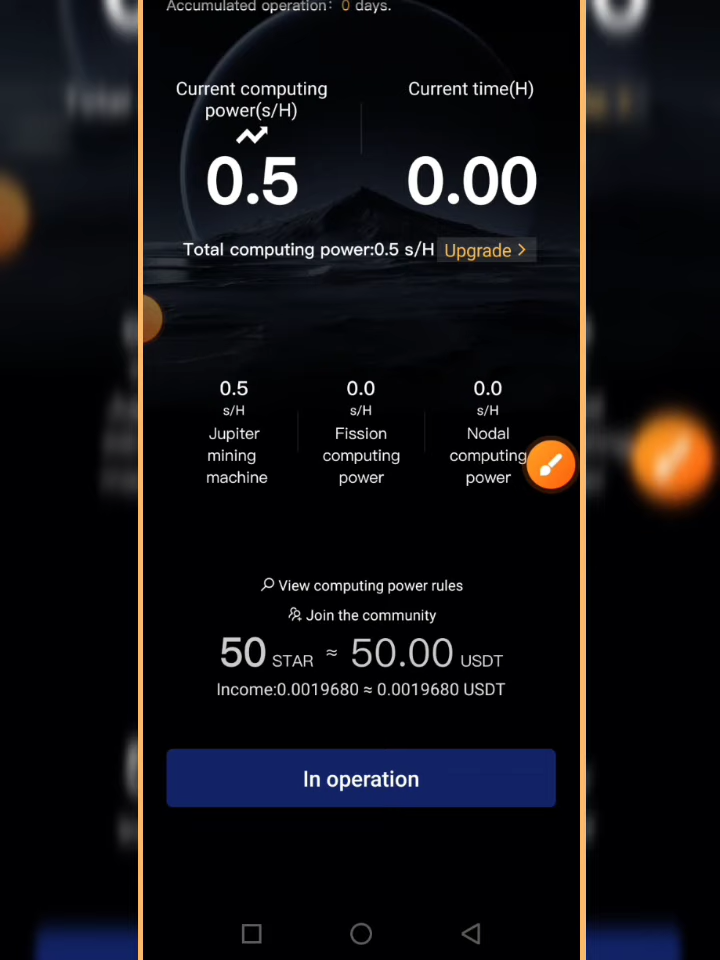 Accumulated operation: 0 days.
Current computing
power(s/H)
Current time(H)
0.5
0.00
Total computing power:0.5 s/H Upgrade >
0.5
s/H
Jupiter
mining
machine
0.0
s/H
Fission
computing
power
0.0
s/H
Nodal
computing
power
View computing power rules
Join the community
50 STAR ≈ 50.00 USDT
Income:0.0019680 ≈ 0.0019680 USDT
In operation